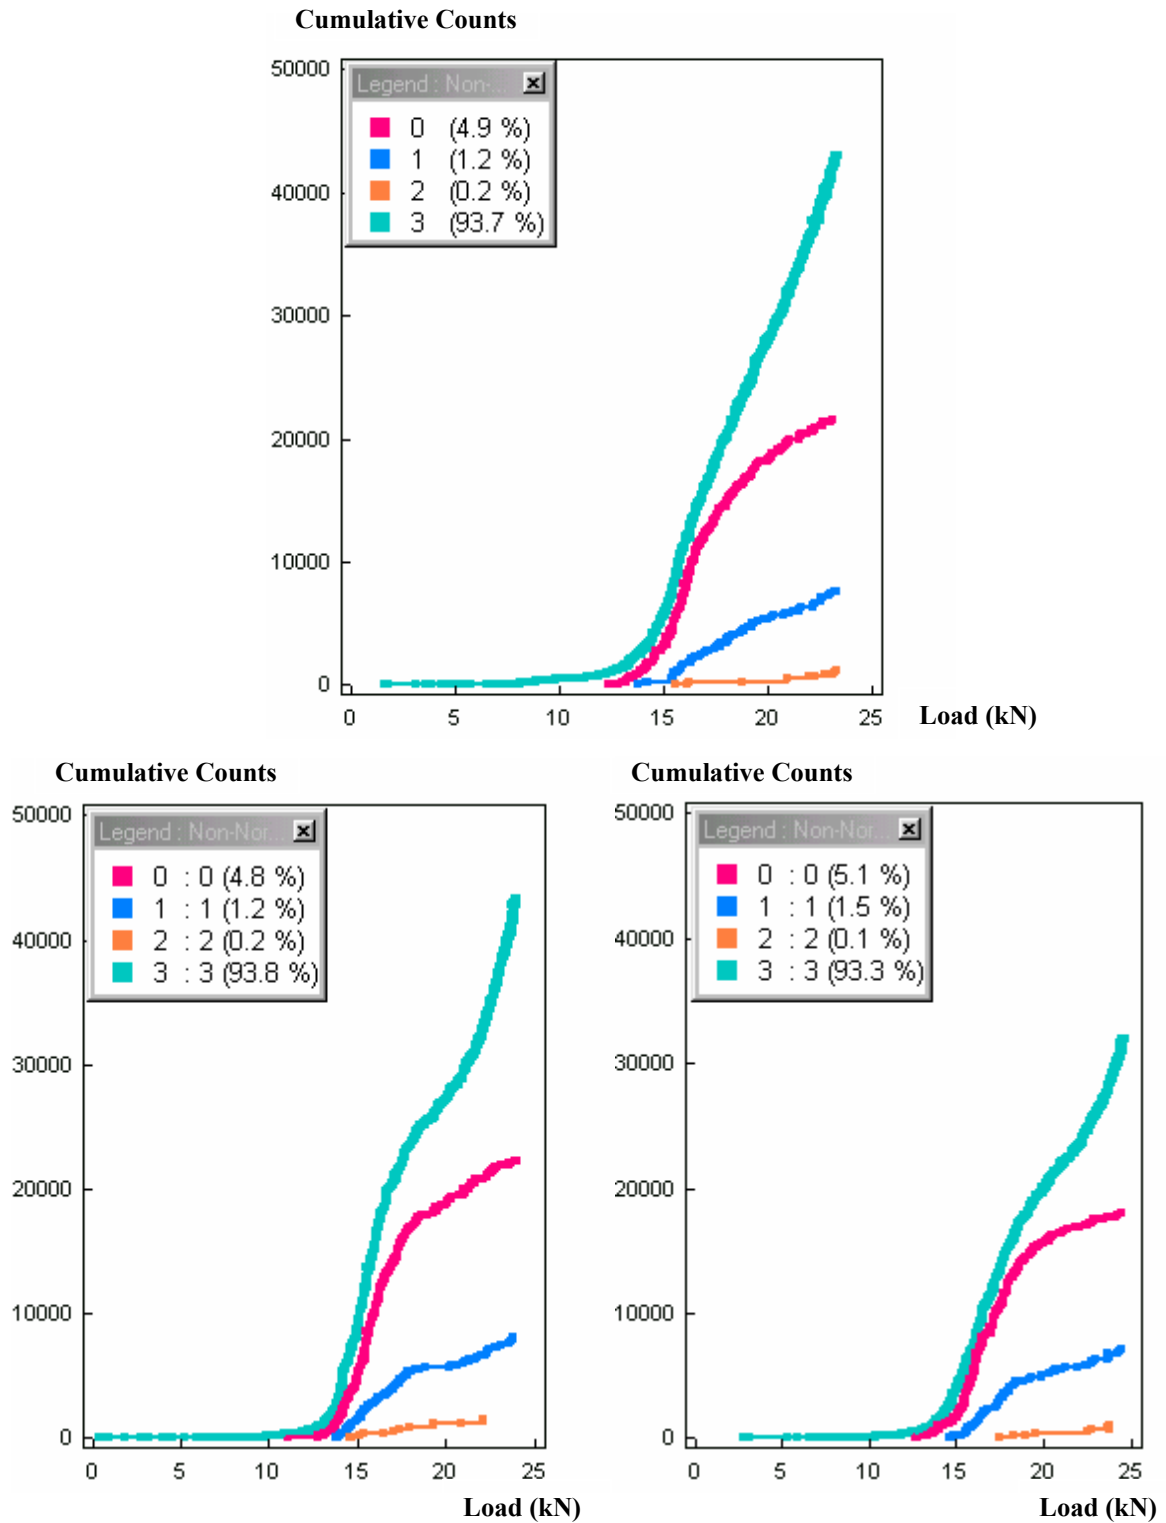 Cumulative Counts
50000
40000
30000
20000
10000
0
Legend : Non-...
0 (4.9 %)
1 (1.2 %)
2 (0.2 %)
3 (93.7 %)
0 5 10 15 20 25 Load (kN)
Cumulative Counts
50000
40000
30000
20000
10000
0
Legend : Non-Nor...
0 : 0 (4.8 %)
1 : 1 (1.2 %)
2 : 2 (0.2 %)
3 : 3 (93.8 %)
0 5 10 15 20 25
Load (kN)
Cumulative Counts
50000
40000
30000
20000
10000
0
Legend : Non-Nor...
0 : 0 (5.1 %)
1 : 1 (1.5 %)
2 : 2 (0.1 %)
3 : 3 (93.3 %)
0 5 10 15 20 25
Load (kN)